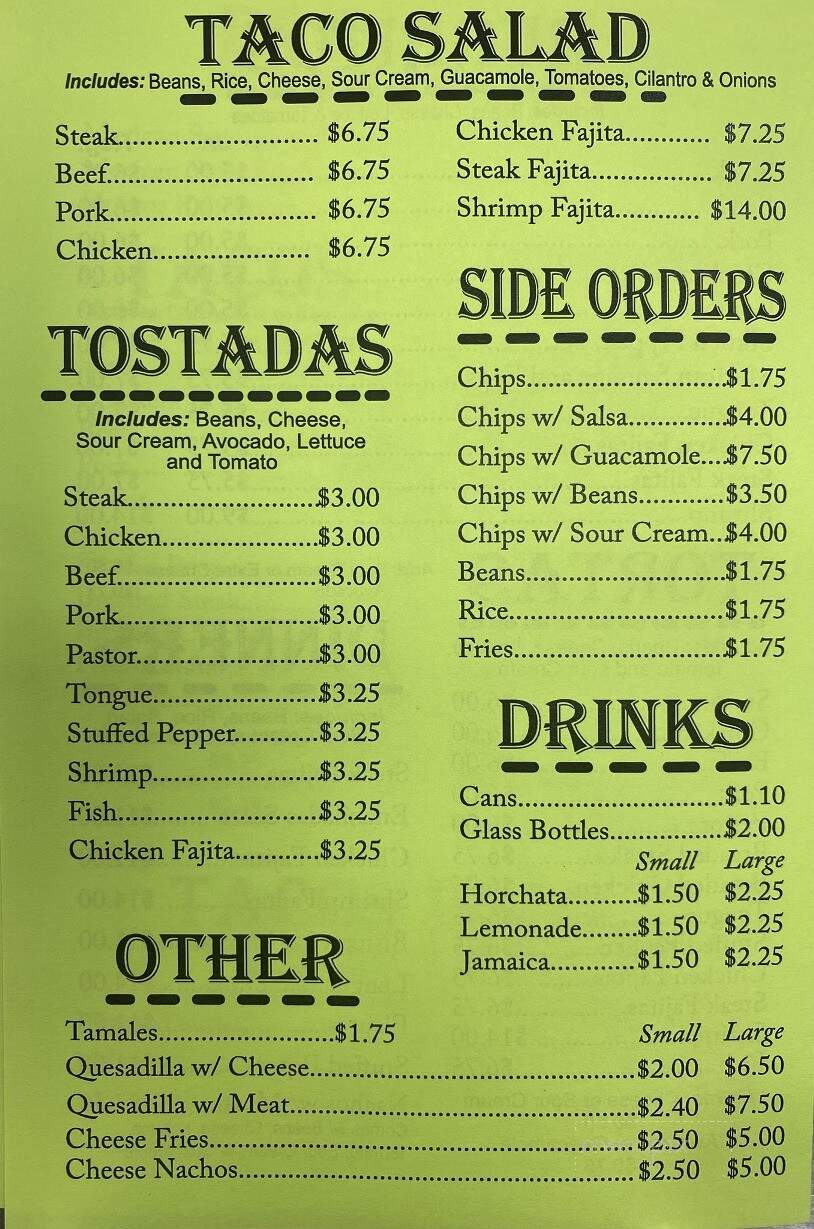 TACO SALAD
Includes: Beans, Rice, Cheese, Sour Cream, Guacamole, Tomatoes, Cilantro & Onions
Steak............................ $6.75
Beef.............................. $6.75
Pork.............................. $6.75
Chicken....................... $6.75
Chicken Fajita............ $7.25
Steak Fajita................. $7.25
Shrimp Fajita............ $14.00
TOSTADAS
Includes: Beans, Cheese,
Sour Cream, Avocado, Lettuce
and Tomato
Steak............................$3.00
Chicken.......................$3.00
Beef.............................$3.00
Pork.............................$3.00
Pastor...........................$3.00
Tongue........................$3.25
Stuffed Pepper............$3.25
Shrimp........................$3.25
Fish.............................$3.25
Chicken Fajita............$3.25
SIDE ORDERS
Chips.............................$1.75
Chips w/ Salsa..............$4.00
Chips w/ Guacamole....$7.50
Chips w/ Beans.............$3.50
Chips w/ Sour Cream..$4.00
Beans.............................$1.75
Rice...............................$1.75
Fries..............................$1.75
DRINKS
Cans..............................$1.10
Glass Bottles.................$2.00
Small Large
Horchata..........$1.50 $2.25
Lemonade........$1.50 $2.25
Jamaica............$1.50 $2.25
OTHER
Tamales.........................$1.75
Small Large
Quesadilla w/ Cheese...............................................$2.00 $6.50
Quesadilla w/ Meat..................................................$2.40 $7.50
Cheese Fries.............................................................$2.50 $5.00
Cheese Nachos.........................................................$2.50 $5.00